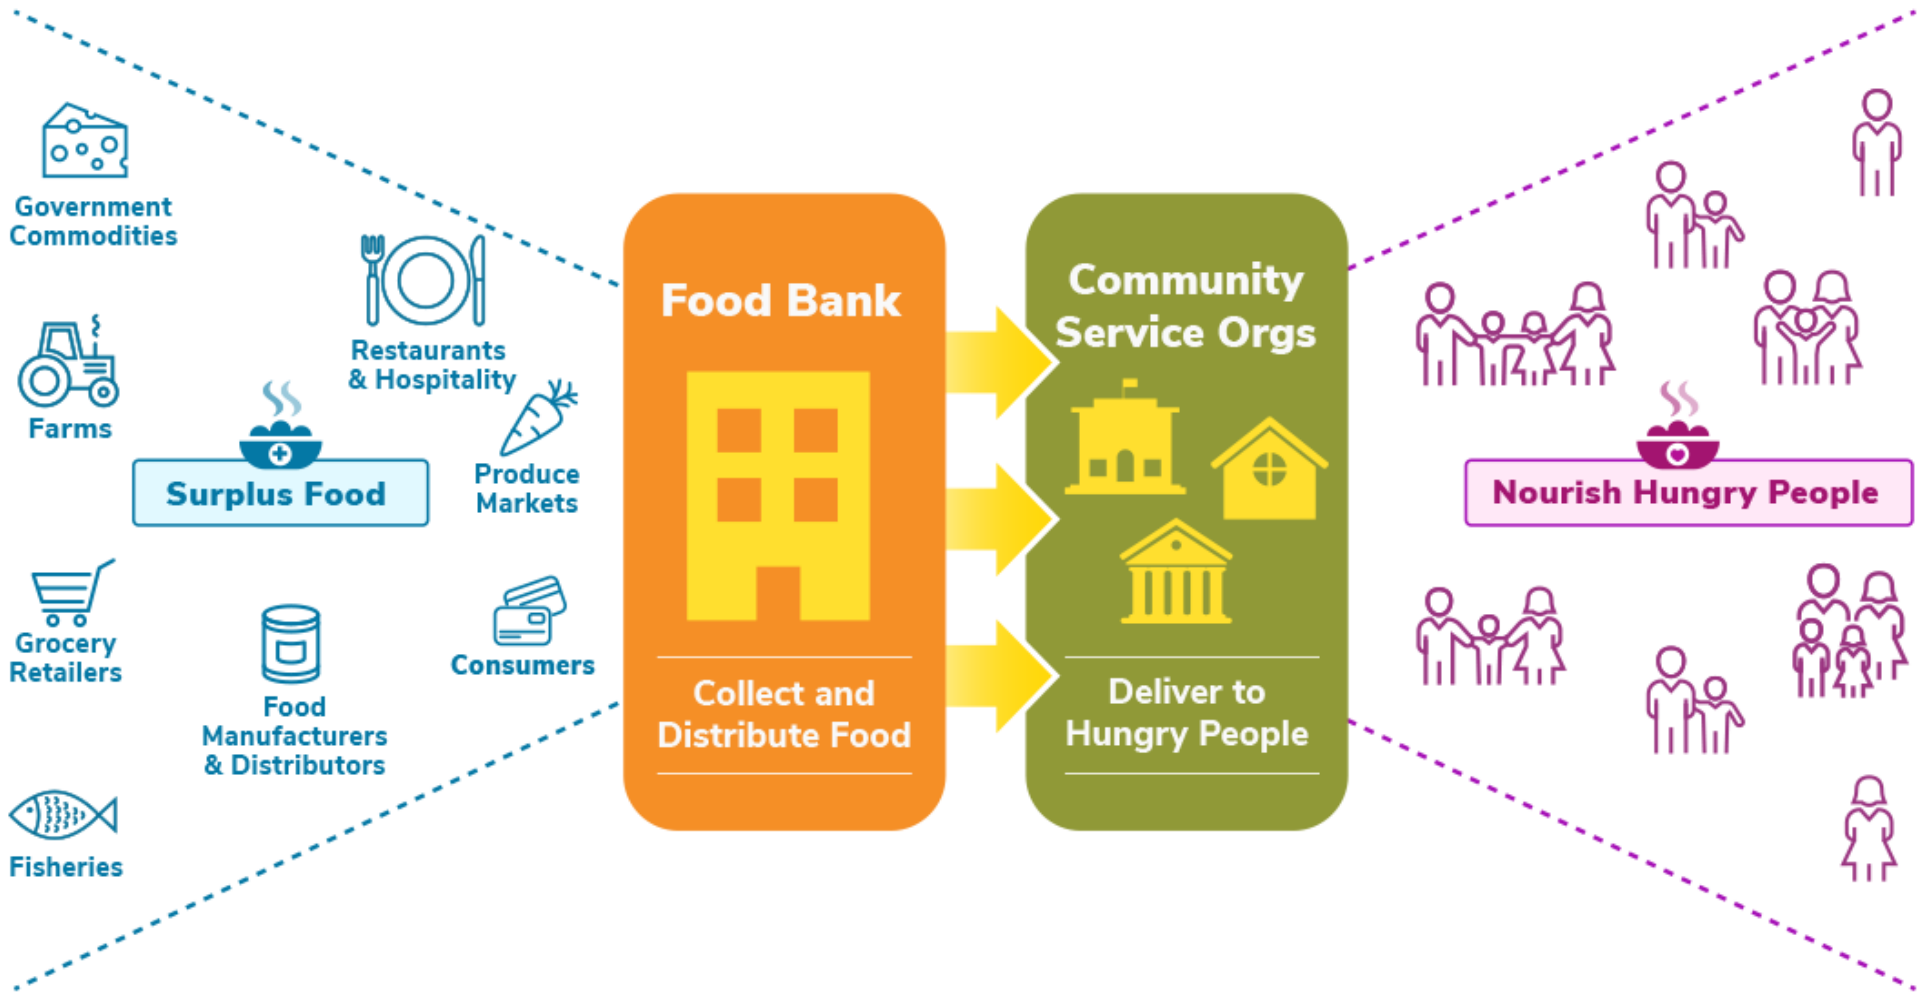 Government
Commodities
Restaurants
& Hospitality
Farms
Surplus Food
Produce
Markets
Grocery
Retailers
Food
Manufacturers
& Distributors
Consumers
Fisheries
Food Bank
Collect and
Distribute Food
Community
Service Orgs
Deliver to
Hungry People
Nourish Hungry People